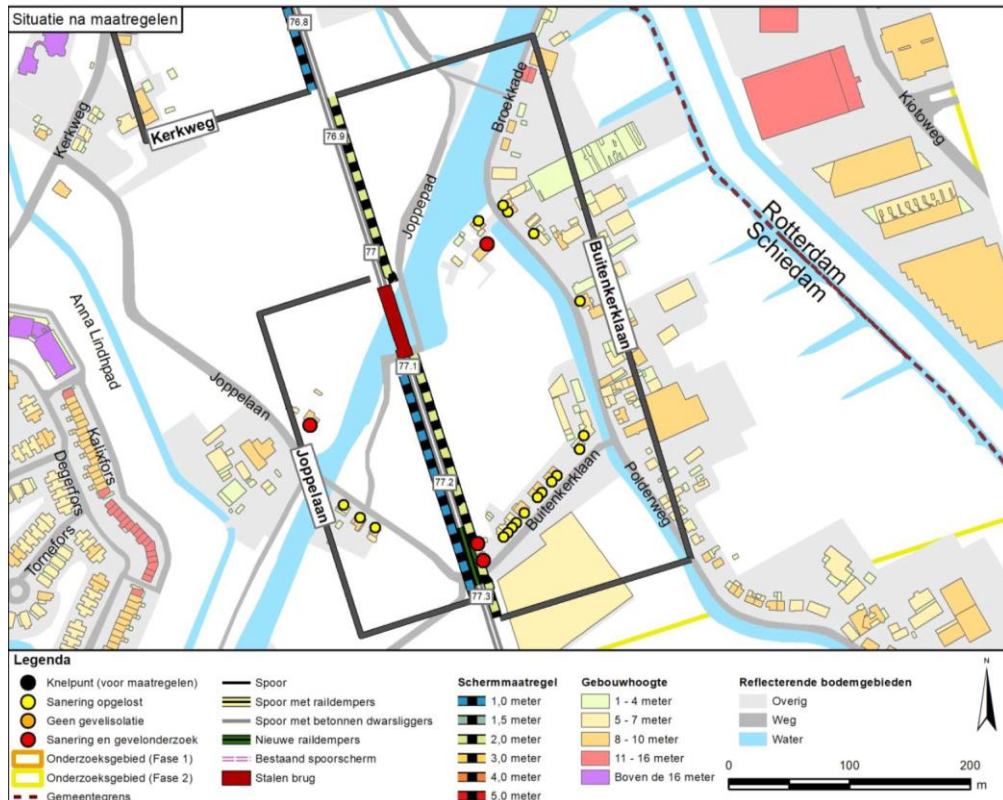 Situatie na maatregelen
76.8
Kerkweg
Kerkweg
76.9
Joppepad
Broekkade
Kiotoweg
77
Rotterdam
Schiedam
Buitenkerklaan
Anna Lindhpad
77.1
Joppelaan
Kalixfors
Degerfors
Tornefors
Joppelaan
77.2
Buitenkerklaan
Polderweg
77.3
Legenda
Knelpunt (voor maatregelen)
Sanering opgelost
Geen gevelisolatie
Sanering en gevelonderzoek
Onderzoeksgebied (Fase 1)
Onderzoeksgebied (Fase 2)
Gemeentegrens
Spoor
Spoor met raildempers
Spoor met betonnen dwarsliggers
Nieuwe raildempers
Bestaand spoorscherm
Stalen brug
Schermmaatregel
1,0 meter
1,5 meter
2,0 meter
3,0 meter
4,0 meter
5,0 meter
Gebouwhoogte
1 - 4 meter
5 - 7 meter
8 - 10 meter
11 - 16 meter
Boven de 16 meter
Reflecterende bodemgebieden
Overig
Weg
Water
N
0 100 200
m